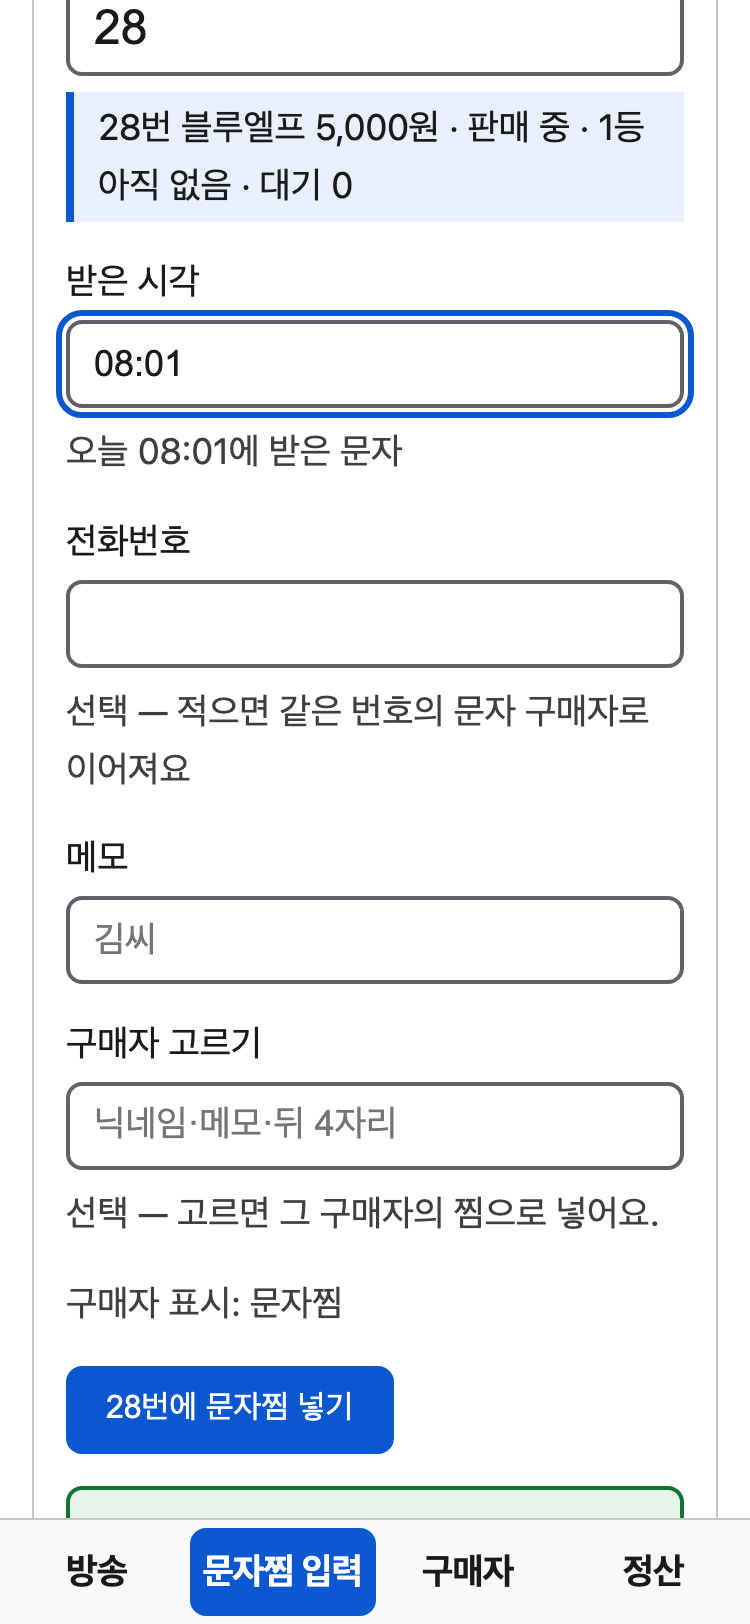 28
28번 블루엘프 5,000원 · 판매 중 · 1등
아직 없음 · 대기 0
받은 시각
08:01
오늘 08:01에 받은 문자
전화번호
선택 — 적으면 같은 번호의 문자 구매자로
이어져요
메모
김씨
구매자 고르기
닉네임·메모·뒤 4자리
선택 — 고르면 그 구매자의 찜으로 넣어요.
구매자 표시: 문자찜
28번에 문자찜 넣기
방송 문자찜 입력 구매자 정산